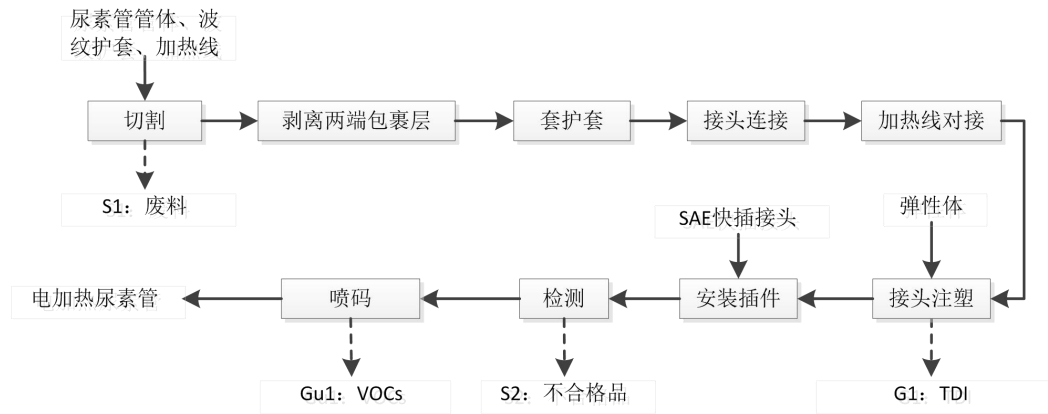 尿素管管体、波
纹护套、加热线
切割
剥离两端包裹层
套护套
接头连接
加热线对接
S1：废料
SAE快插接头
弹性体
电加热尿素管
喷码
检测
安装插件
接头注塑
Gu1：VOCs
S2：不合格品
G1：TDI